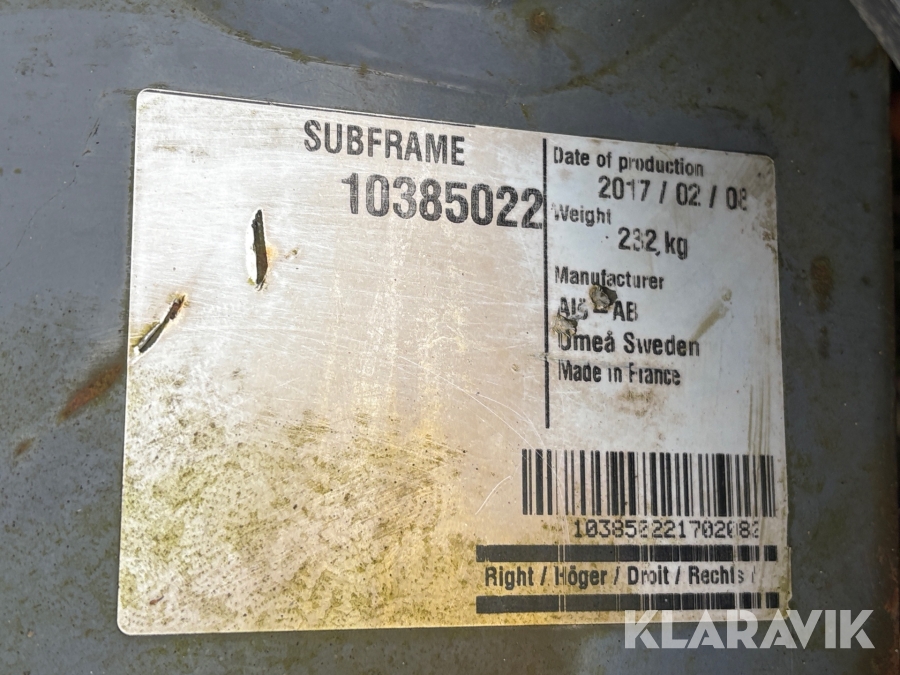 SUBFRAME
10385022
Date of production
2017 / 02 / 08
Weight
232 kg
Manufacturer
AB
Umeå Sweden
Made in France
Right / Höger / Droit / Rechts /
KLARAVIK